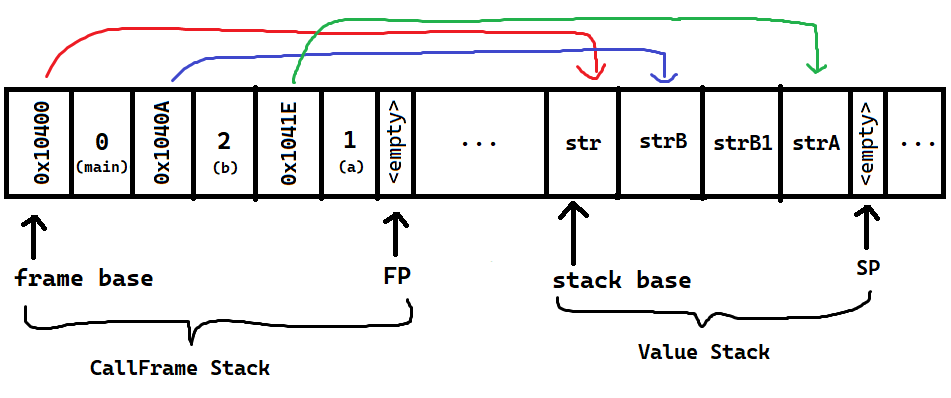 0x10400
0
(main)
0x1040A
2
(b)
0x1041E
1
(a)
<empty>
...
str
strB
strB1
strA
<empty>
...
frame base
FP
stack base
SP
CallFrame Stack
Value Stack